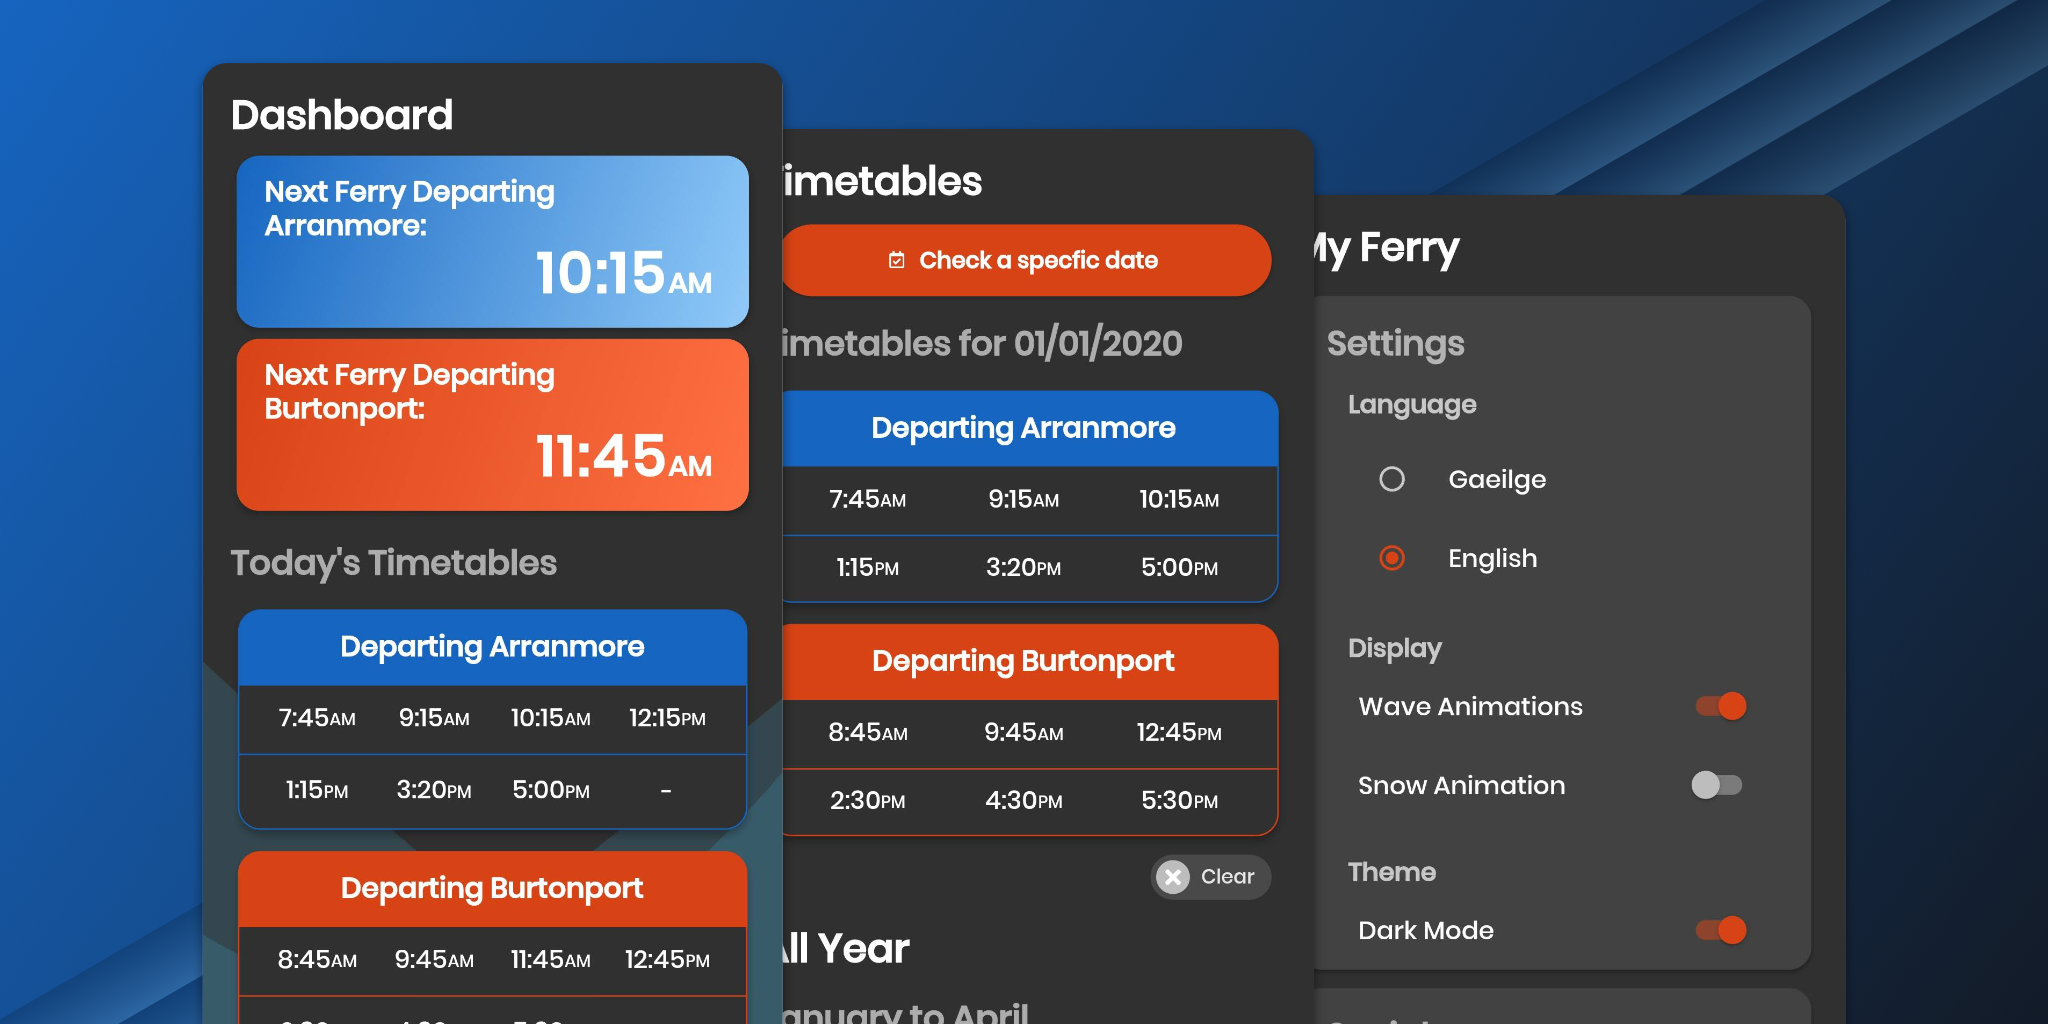 Dashboard
Next Ferry Departing
Arranmore:
10:15AM
Next Ferry Departing
Burtonport:
11:45AM
Today's Timetables
Departing Arranmore
7:45AM 9:15AM 10:15AM 12:15PM
1:15PM 3:20PM 5:00PM -
Departing Burtonport
8:45AM 9:45AM 11:45AM 12:45PM
imetables
Check a specfic date
imetables for 01/01/2020
Departing Arranmore
7:45AM 9:15AM 10:15AM
1:15PM 3:20PM 5:00PM
Departing Burtonport
8:45AM 9:45AM 12:45PM
2:30PM 4:30PM 5:30PM
Clear
All Year
anuary to April
My Ferry
Settings
Language
Gaeilge
English
Display
Wave Animations
Snow Animation
Theme
Dark Mode